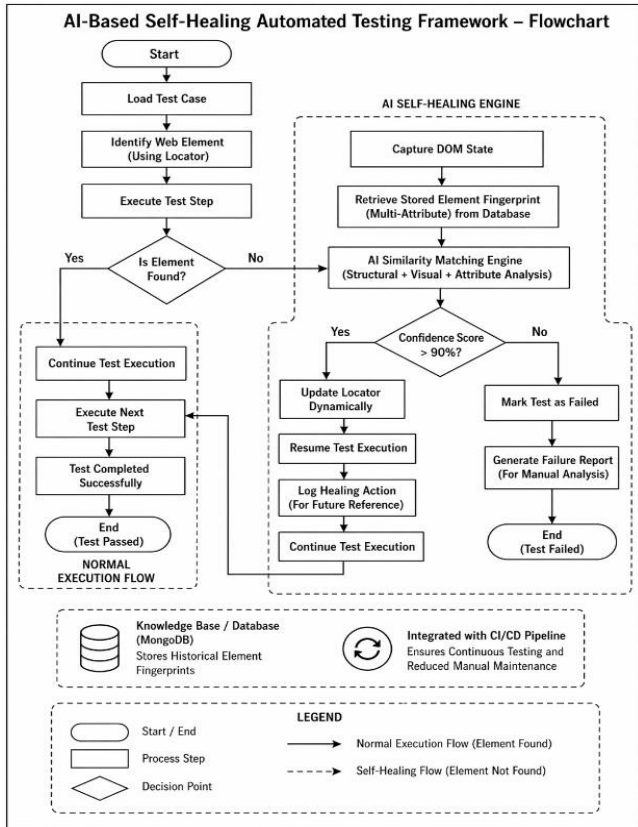 AI-Based Self-Healing Automated Testing Framework – Flowchart
Start
Load Test Case
Identify Web Element
(Using Locator)
Execute Test Step
Is Element
Found?
Yes
No
AI SELF-HEALING ENGINE
Capture DOM State
Retrieve Stored Element Fingerprint
(Multi-Attribute) from Database
AI Similarity Matching Engine
(Structural + Visual + Attribute Analysis)
Confidence Score
> 90%?
Yes
No
Update Locator
Dynamically
Resume Test Execution
Log Healing Action
(For Future Reference)
Continue Test Execution
Mark Test as Failed
Generate Failure Report
(For Manual Analysis)
End
(Test Failed)
Continue Test Execution
Execute Next
Test Step
Test Completed
Successfully
End
(Test Passed)
NORMAL
EXECUTION FLOW
Knowledge Base / Database
(MongoDB)
Stores Historical Element
Fingerprints
Integrated with CI/CD Pipeline
Ensures Continuous Testing and
Reduced Manual Maintenance
LEGEND
Start / End
Process Step
Decision Point
Normal Execution Flow (Element Found)
Self-Healing Flow (Element Not Found)